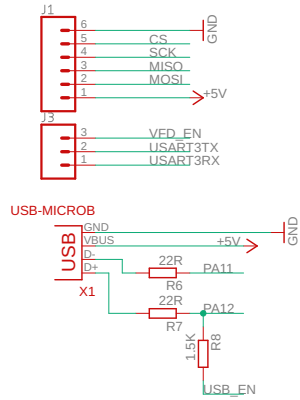 J1
6 GND
5 CS
4 SCK
3 MISO
2 MOSI
1 +5V
J3
3 VFD_EN
2 USART3TX
1 USART3RX
USB-MICROB
USB
GND GND
VBUS +5V
D- 22R PA11
R6
D+ 22R PA12
X1 R7
1.5K R8
USB_EN